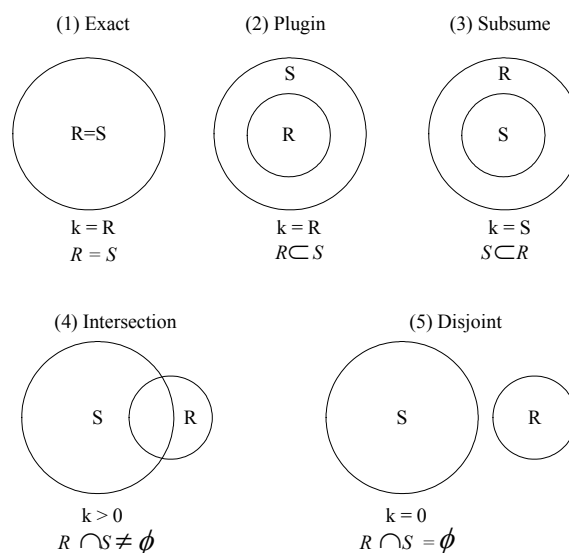 (1) Exact
R=S
k = R
R = S
(2) Plugin
S
R
k = R
R⊂ S
(3) Subsume
R
S
k = S
S⊂R
(4) Intersection
S
R
k > 0
R ∩S ≠ ϕ
(5) Disjoint
S
R
k = 0
R ∩S = ϕ